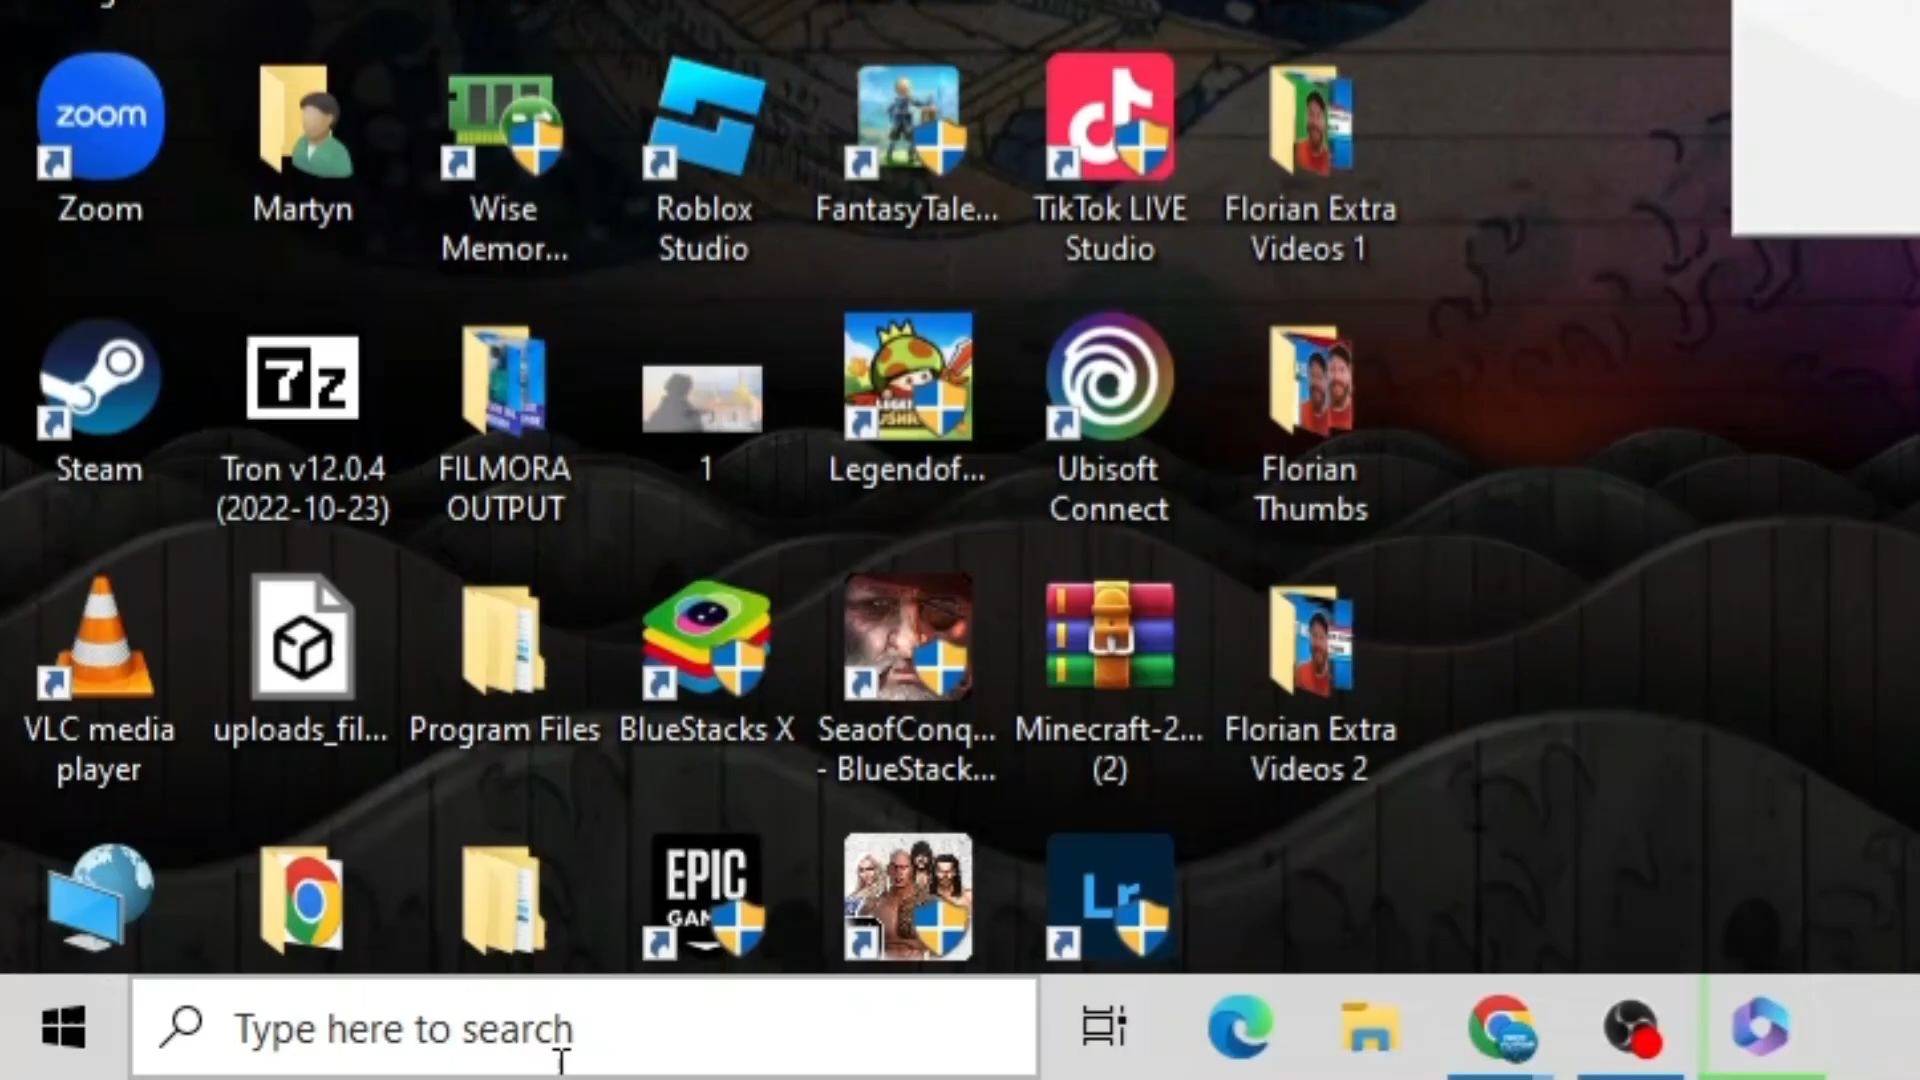 zoom
Zoom
Martyn
Wise
Memor...
Roblox
Studio
FantasyTale...
TikTok LIVE
Studio
Florian Extra
Videos 1
7z
Steam
Tron v12.0.4
(2022-10-23)
FILMORA
OUTPUT
1
Legendof...
Ubisoft
Connect
Florian
Thumbs
VLC media
player
uploads_fil...
Program Files
BlueStacks X
SeaofConq...
- BlueStack...
Minecraft-2...
(2)
Florian Extra
Videos 2
EPIC
Lr
Type here to search